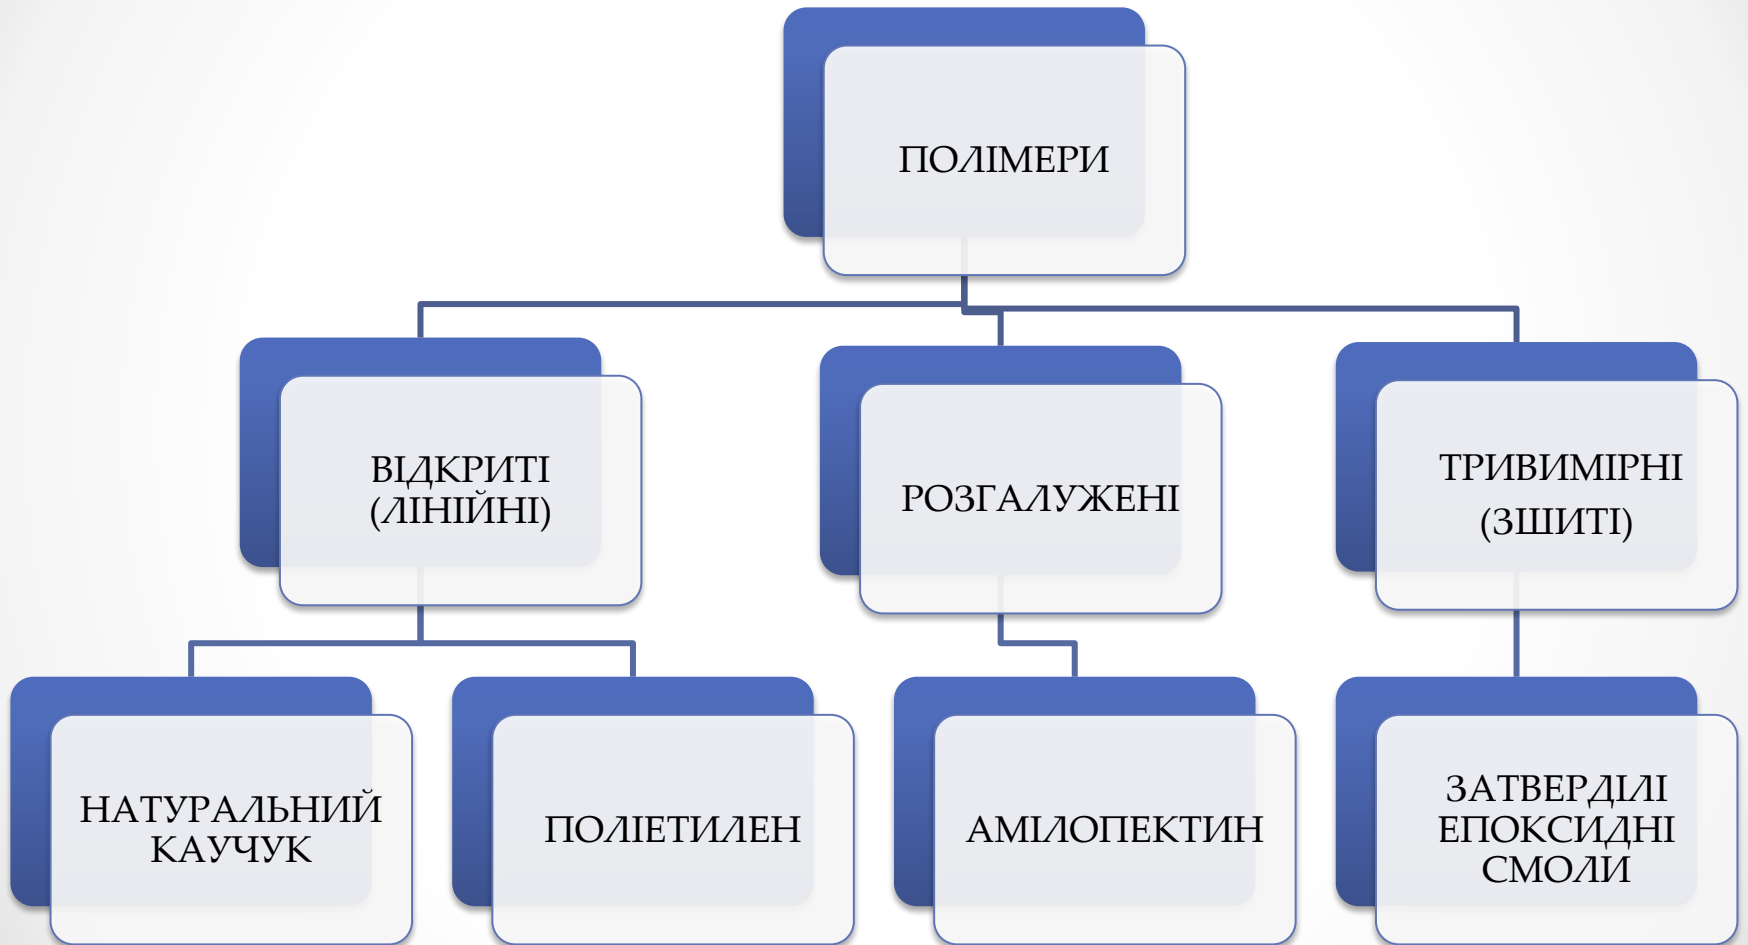 ПОЛІМЕРИ
ВІДКРИТІ
(ЛІНІЙНІ)
РОЗГАЛУЖЕНІ
ТРИВИМІРНІ
(ЗШИТІ)
НАТУРАЛЬНИЙ
КАУЧУК
ПОЛІЕТИЛЕН
АМІЛОПЕКТИН
ЗАТВЕРДІЛІ
ЕПОКСИДНІ
СМОЛИ